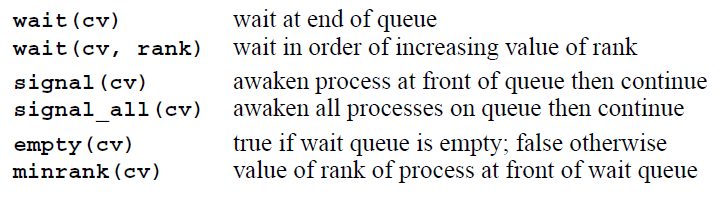 wait(cv) wait at end of queue
wait(cv, rank) wait in order of increasing value of rank
signal(cv) awaken process at front of queue then continue
signal_all(cv) awaken all processes on queue then continue
empty(cv) true if wait queue is empty; false otherwise
minrank(cv) value of rank of process at front of wait queue